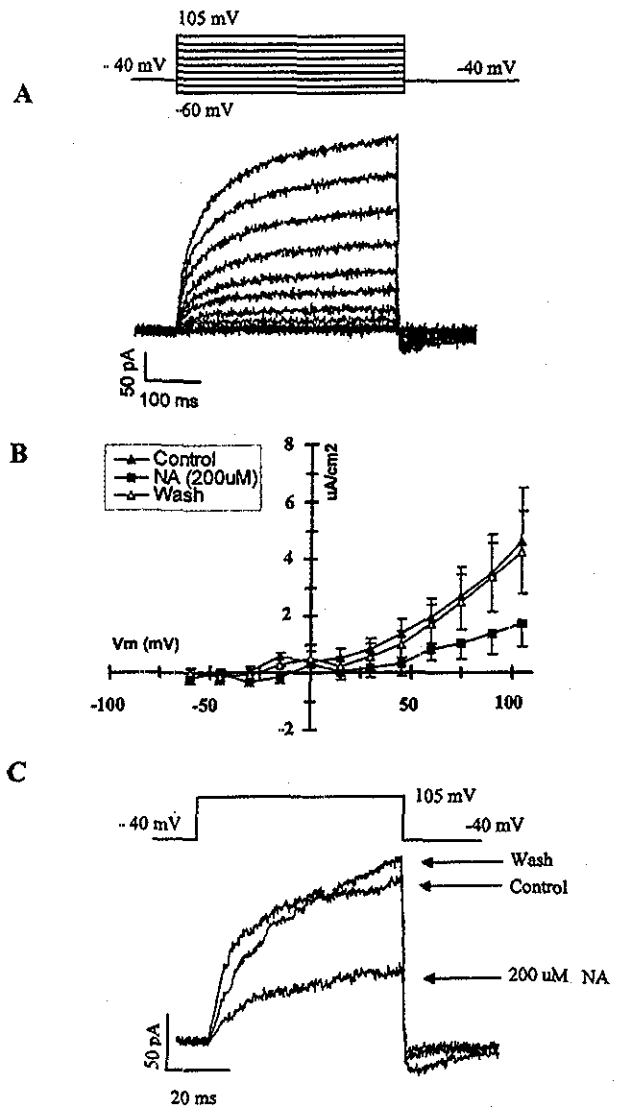 105 mV
- 40 mV
-40 mV
A
-60 mV
50 pA
100 ms
B
Control
NA (200uM)
Wash
8
6
4
2
-2
uA/cm2
Vm (mV)
-100
-50
50
100
C
105 mV
- 40 mV
-40 mV
Wash
Control
200 uM NA
50 pA
20 ms